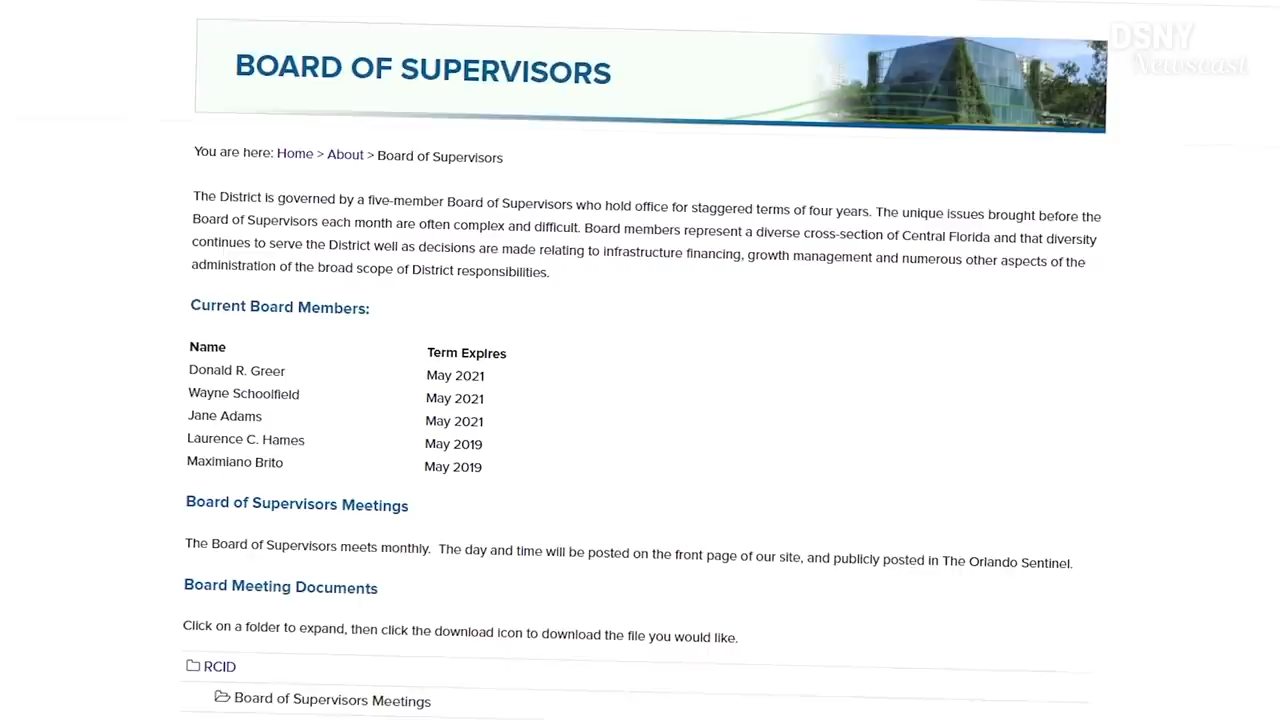 DSNY
Newscast
BOARD OF SUPERVISORS
You are here: Home > About > Board of Supervisors
The District is governed by a five-member Board of Supervisors who hold office for staggered terms of four years. The unique issues brought before the
Board of Supervisors each month are often complex and difficult. Board members represent a diverse cross-section of Central Florida and that diversity
continues to serve the District well as decisions are made relating to infrastructure financing, growth management and numerous other aspects of the
administration of the broad scope of District responsibilities.
Current Board Members:
Name Term Expires
Donald R. Greer May 2021
Wayne Schoolfield May 2021
Jane Adams May 2021
Laurence C. Hames May 2019
Maximiano Brito May 2019
Board of Supervisors Meetings
The Board of Supervisors meets monthly. The day and time will be posted on the front page of our site, and publicly posted in The Orlando Sentinel.
Board Meeting Documents
Click on a folder to expand, then click the download icon to download the file you would like.
RCID
Board of Supervisors Meetings